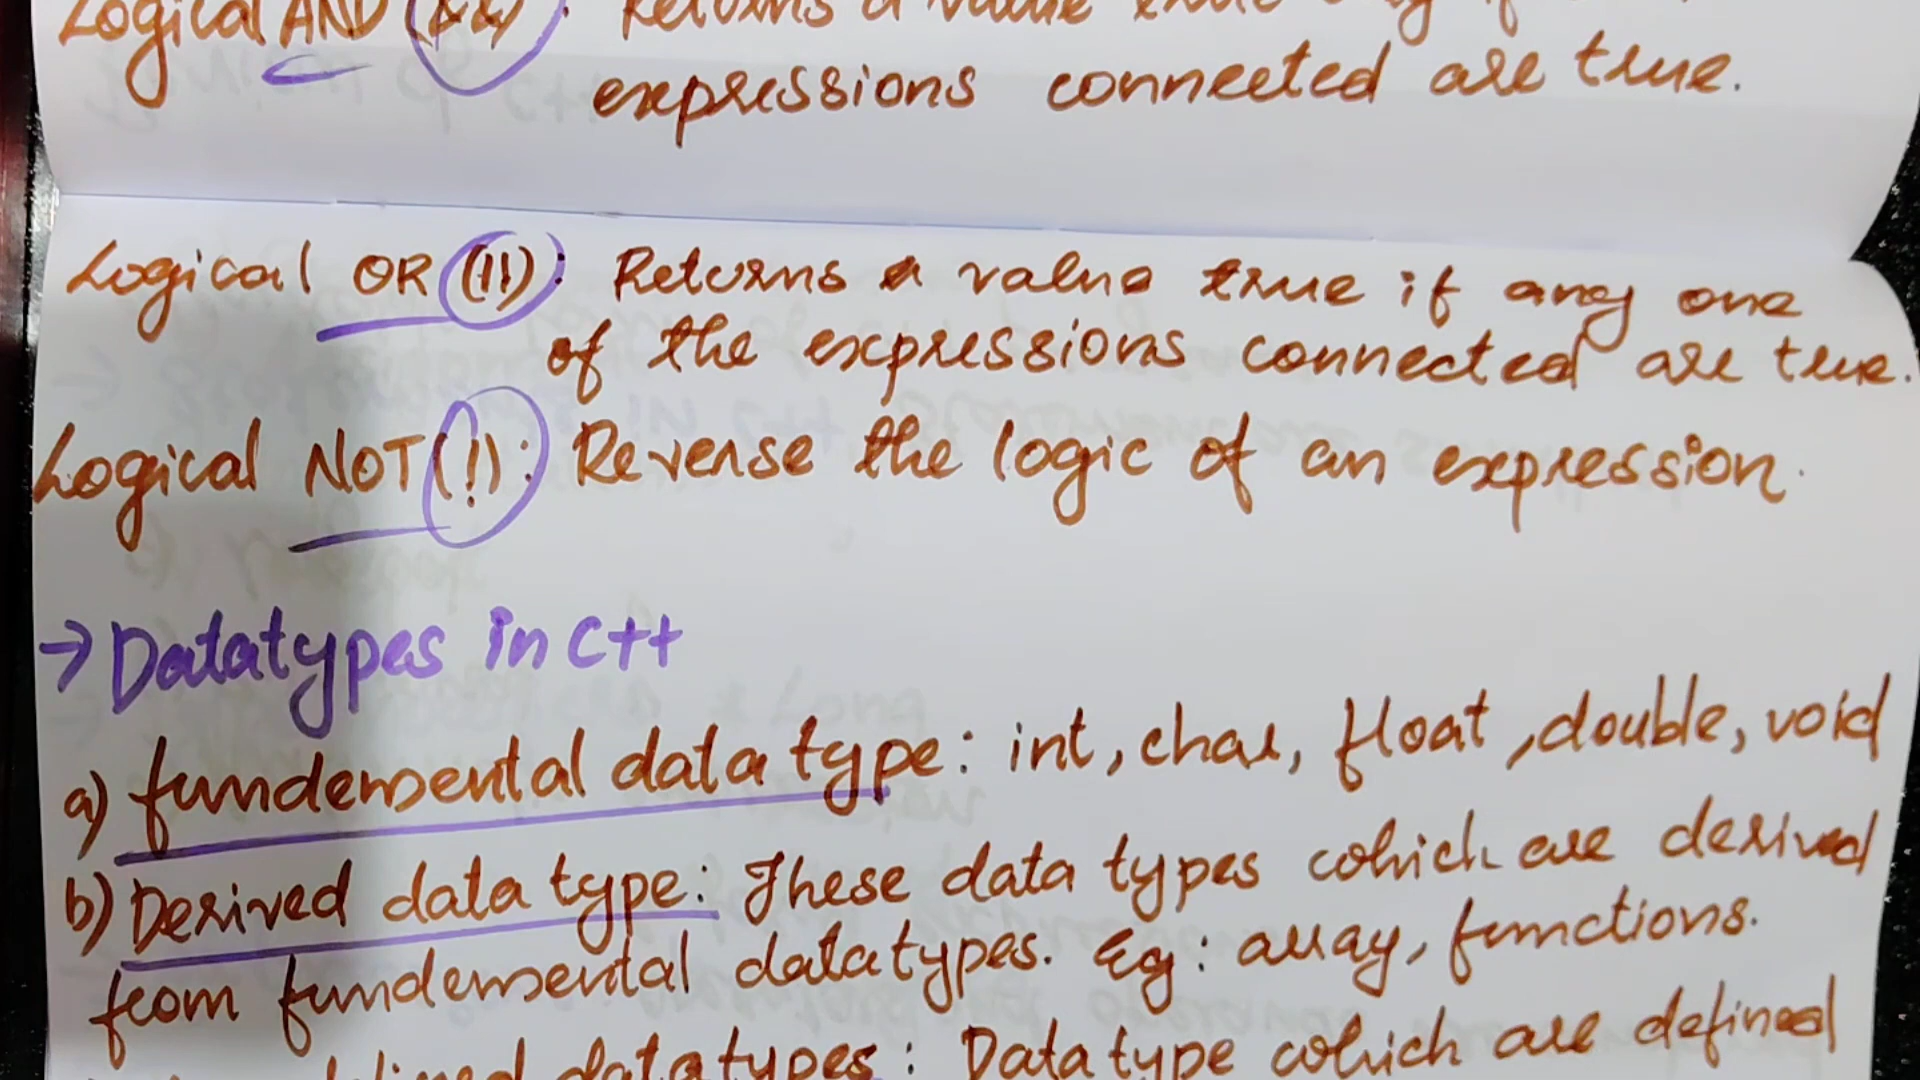 Logical AND (&&): Returns a value true only if
expressions connected are true.
Logical OR (||): Returns a value true if any one
of the expressions connected are true.
Logical NOT(!): Reverse the logic of an expression.
→ Datatypes in C++
a) fundemental data type: int, char, float, double, void
b) Derived data type: These data types which are derived
from fundemental datatypes. Eg: array, functions.
datatypes: Data type which are defined